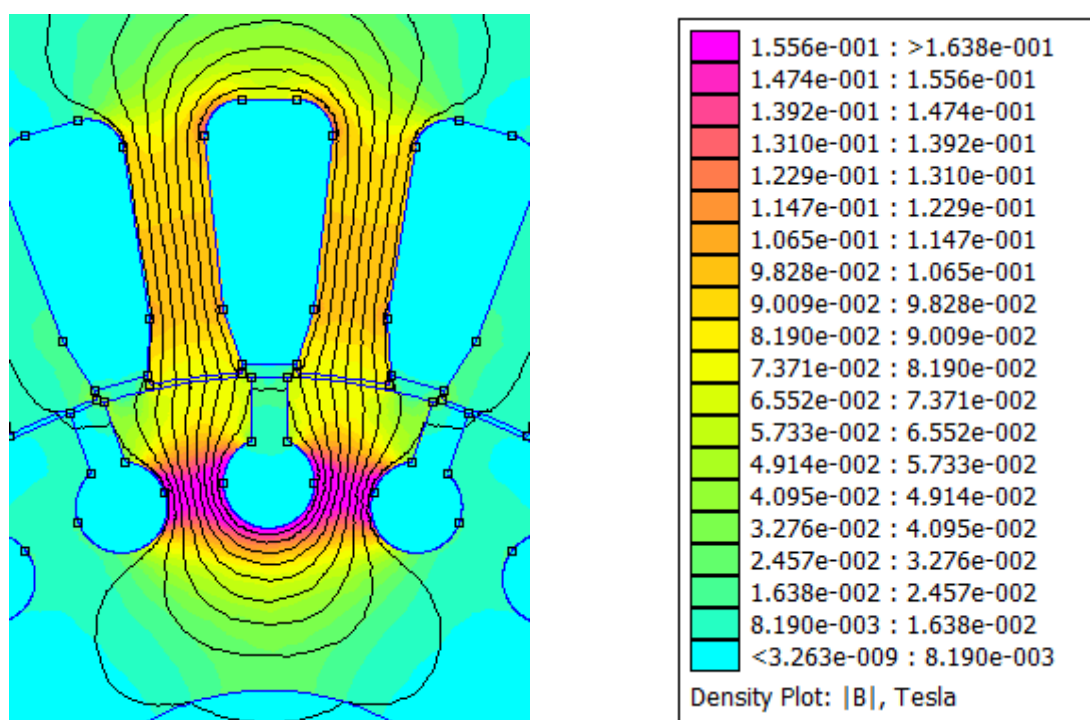 1.556e-001 : >1.638e-001
1.474e-001 : 1.556e-001
1.392e-001 : 1.474e-001
1.310e-001 : 1.392e-001
1.229e-001 : 1.310e-001
1.147e-001 : 1.229e-001
1.065e-001 : 1.147e-001
9.828e-002 : 1.065e-001
9.009e-002 : 9.828e-002
8.190e-002 : 9.009e-002
7.371e-002 : 8.190e-002
6.552e-002 : 7.371e-002
5.733e-002 : 6.552e-002
4.914e-002 : 5.733e-002
4.095e-002 : 4.914e-002
3.276e-002 : 4.095e-002
2.457e-002 : 3.276e-002
1.638e-002 : 2.457e-002
8.190e-003 : 1.638e-002
<3.263e-009 : 8.190e-003
Density Plot: |B|, Tesla